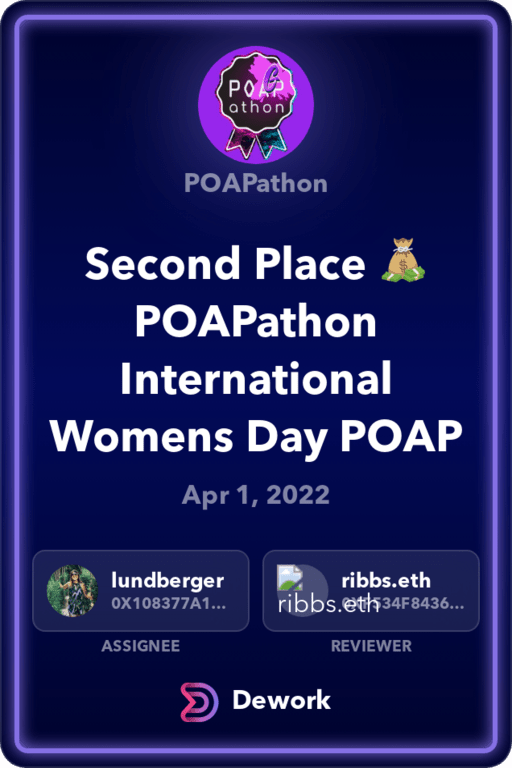 POAP
athon
POAPathon
Second Place 💰
POAPathon
International
Womens Day POAP
Apr 1, 2022
lundberger
0X108377A1...
ASSIGNEE
ribbs.eth
ribbs.eth
REVIEWER
Dework